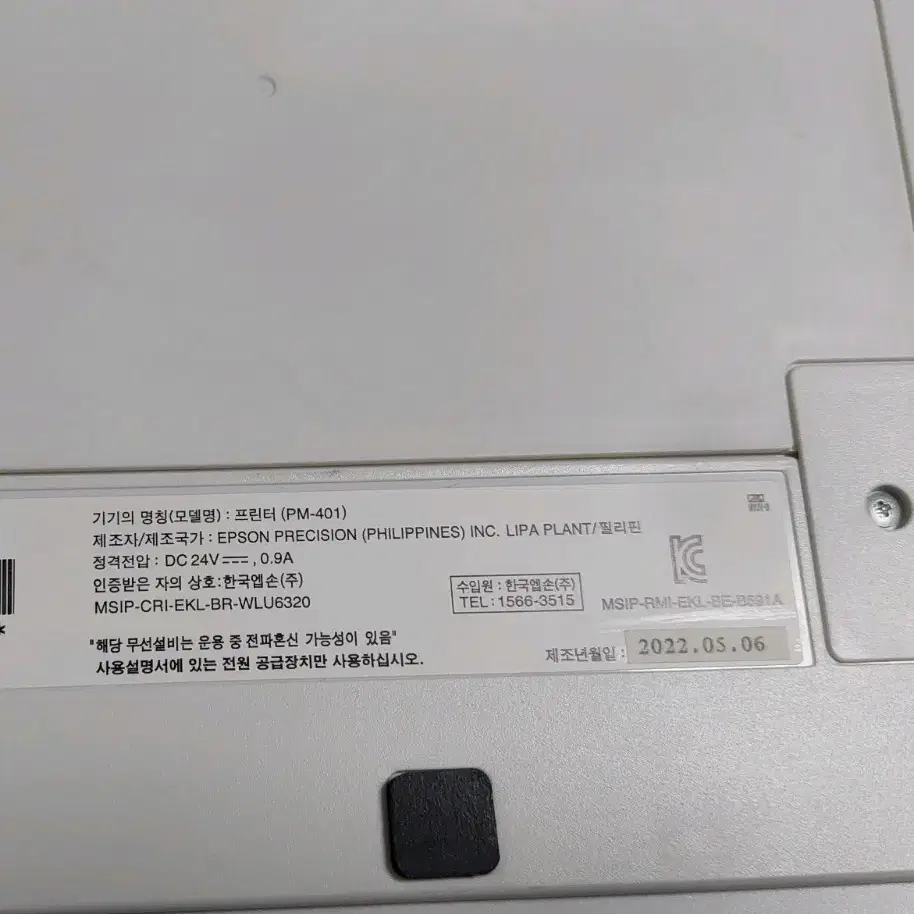 기기의 명칭(모델명) : 프린터 (PM-401)
제조자/제조국가 : EPSON PRECISION (PHILIPPINES) INC. LIPA PLANT/필리핀
정격전압 : DC 24V⎓, 0.9A
인증받은 자의 상호:한국엡손(주)
MSIP-CRI-EKL-BR-WLU6320
수입원 : 한국엡손(주)
TEL : 1566-3515
MSIP-RMI-EKL-BE-B591A
"해당 무선설비는 운용 중 전파혼신 가능성이 있음"
사용설명서에 있는 전원 공급장치만 사용하십시오.
제조년월일 : 2022.05.06
*